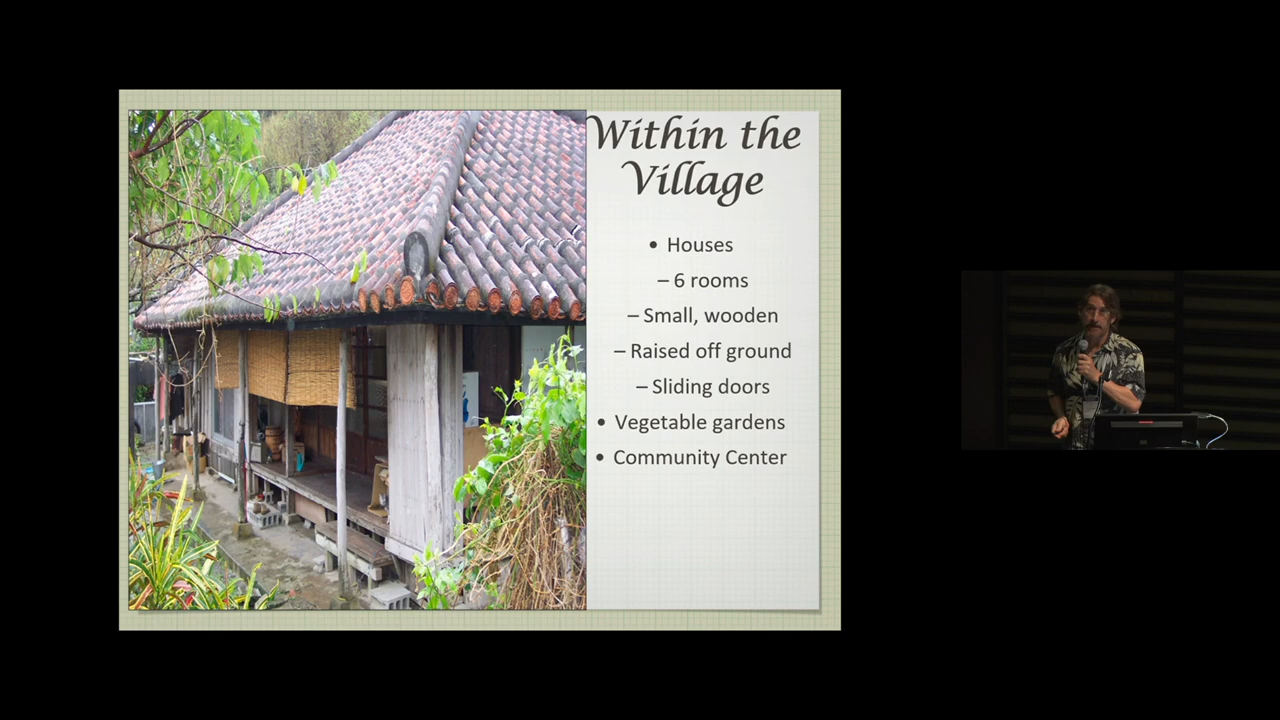 Within the
Village
• Houses
– 6 rooms
– Small, wooden
– Raised off ground
– Sliding doors
• Vegetable gardens
• Community Center